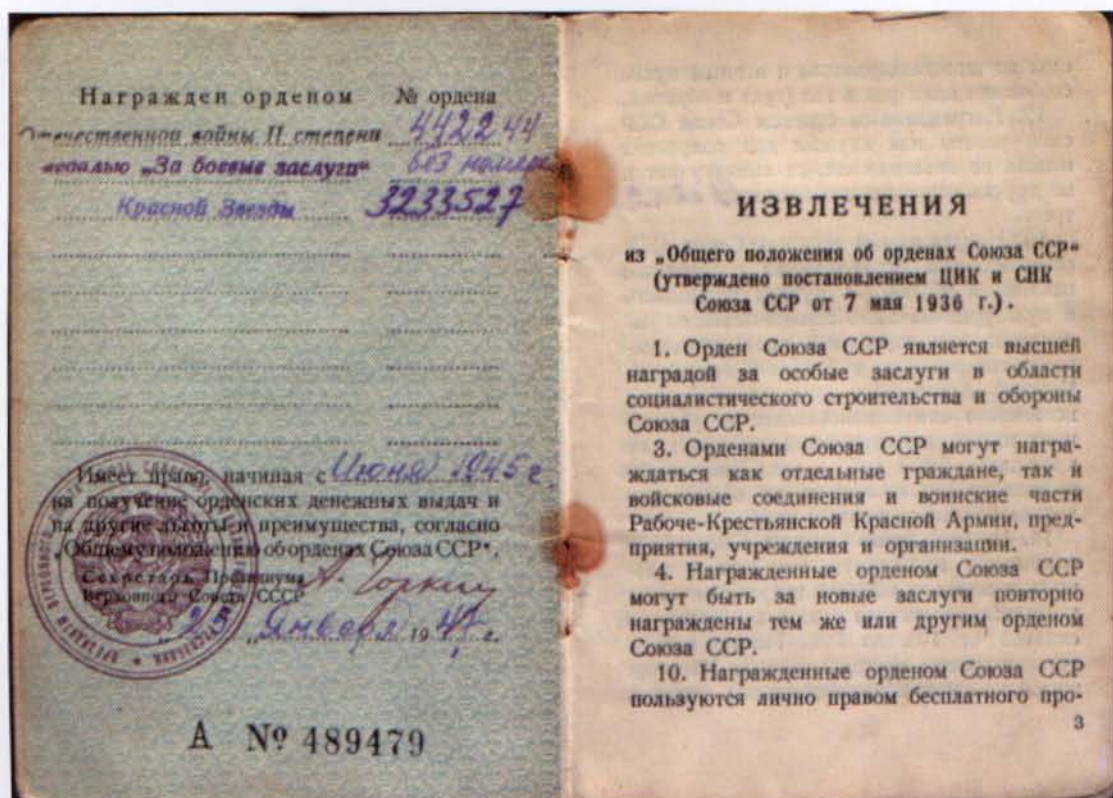 Награжден орденом № ордена
Отечественной войны II степени 442244
медалью „За боевые заслуги“ без номера
Красной Звезды 3233527
Имеет право, начиная с Июня 1945 г.
на получение орденских денежных выдач и
на другие льготы и преимущества, согласно
„Общему положению об орденах Союза ССР“.
Секретарь Президиума
Верховного Совета СССР А. Горкин
Января 1947 г.
А № 489479
ИЗВЛЕЧЕНИЯ
из „Общего положения об орденах Союза ССР“
(утверждено постановлением ЦИК и СНК
Союза ССР от 7 мая 1936 г.).
1. Орден Союза ССР является высшей
наградой за особые заслуги в области
социалистического строительства и обороны
Союза ССР.
3. Орденами Союза ССР могут награ-
ждаться как отдельные граждане, так и
войсковые соединения и воинские части
Рабоче-Крестьянской Красной Армии, пред-
приятия, учреждения и организации.
4. Награжденные орденом Союза ССР
могут быть за новые заслуги повторно
награждены тем же или другим орденом
Союза ССР.
10. Награжденные орденом Союза ССР
пользуются лично правом бесплатного про-
3